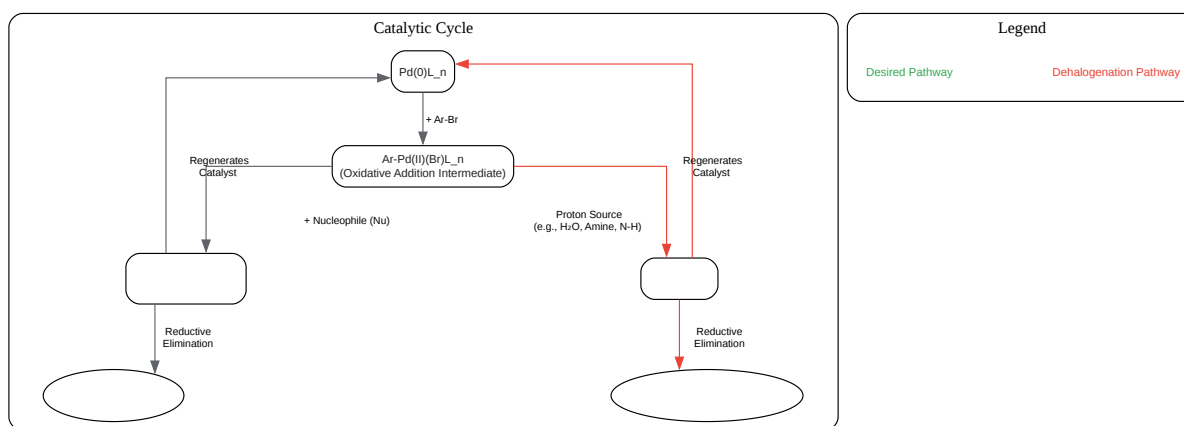 Catalytic Cycle
Legend
Pd(0)L_n
Desired Pathway
Dehalogenation Pathway
+ Ar-Br
Ar-Pd(II)(Br)L_n
(Oxidative Addition Intermediate)
Regenerates
Catalyst
Regenerates
Catalyst
+ Nucleophile (Nu)
Proton Source
(e.g., H₂O, Amine, N-H)
Reductive
Elimination
Reductive
Elimination